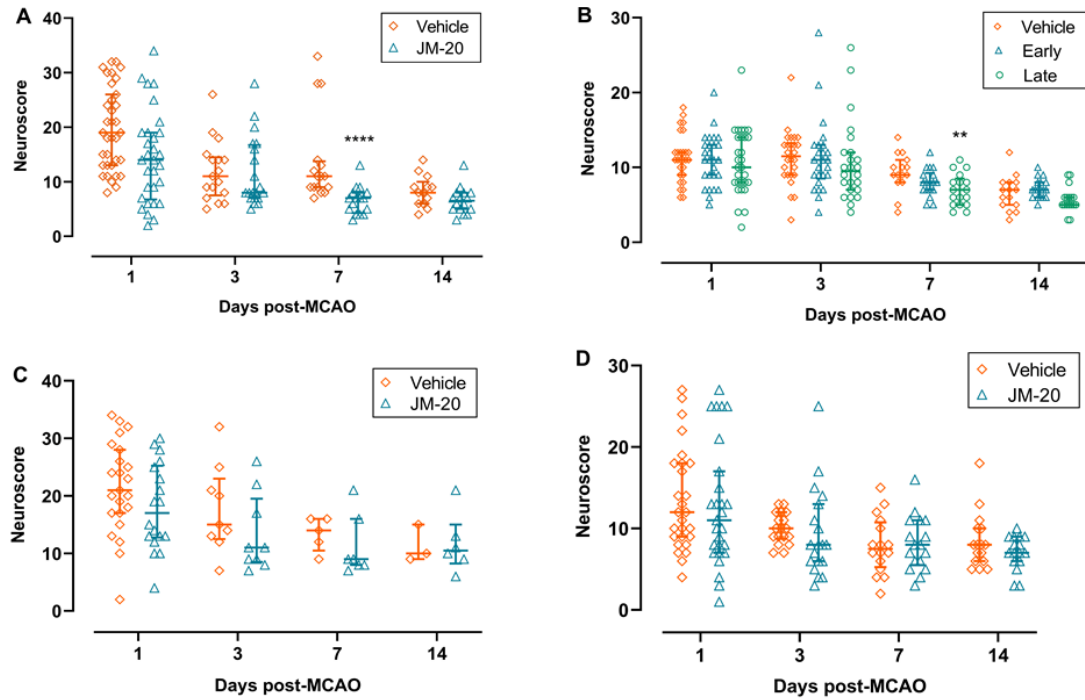 A
Neuroscore
40
30
20
10
0
Vehicle
JM-20
****
1 3 7 14
Days post-MCAO
B
Neuroscore
30
20
10
0
Vehicle
Early
Late
**
1 3 7 14
Days post-MCAO
C
Neuroscore
40
30
20
10
0
Vehicle
JM-20
1 3 7 14
Days post-MCAO
D
Neuroscore
30
20
10
0
Vehicle
JM-20
1 3 7 14
Days post-MCAO